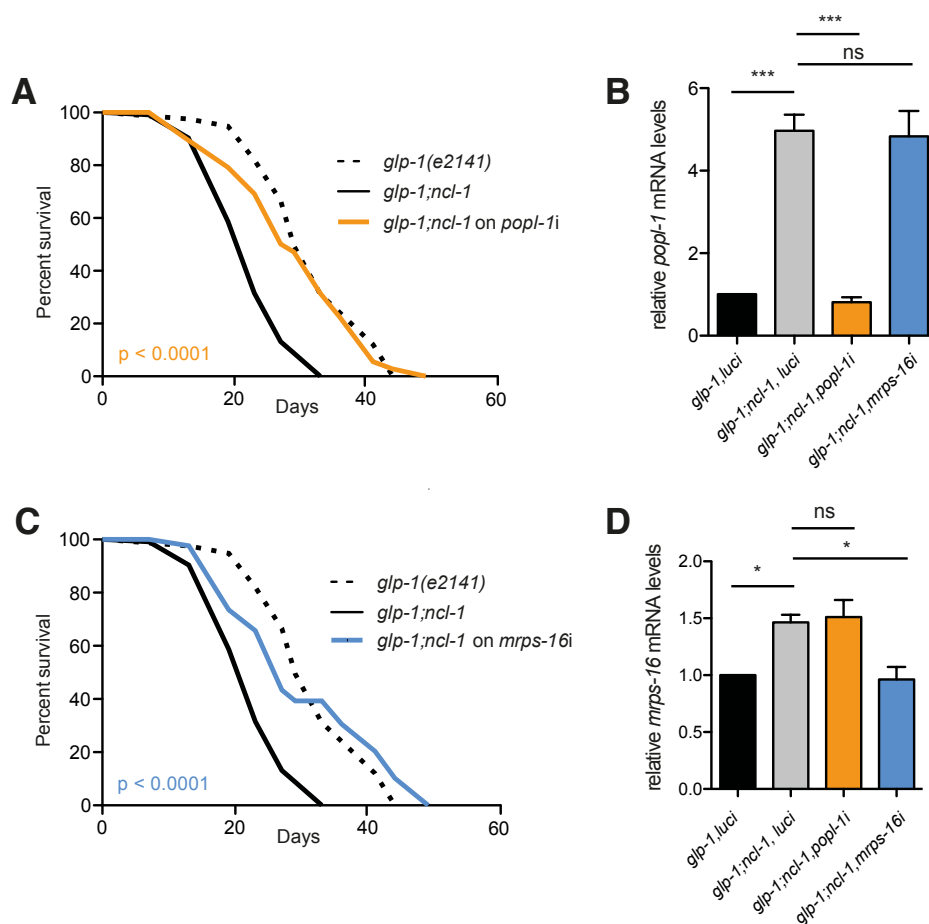 A
100
80
60
40
20
0
Percent survival
glp-1(e2141)
glp-1;ncl-1
glp-1;ncl-1 on popl-1i
p < 0.0001
0
20
40
60
Days
B
***
ns
***
6
4
2
0
relative popl-1 mRNA levels
glp-1,luci
glp-1;ncl-1, luci
glp-1;ncl-1,popl-1i
glp-1;ncl-1,mrps-16i
C
100
80
60
40
20
0
Percent survival
glp-1(e2141)
glp-1;ncl-1
glp-1;ncl-1 on mrps-16i
p < 0.0001
0
20
40
60
Days
D
ns
*
*
2.0
1.5
1.0
0.5
0.0
relative mrps-16 mRNA levels
glp-1,luci
glp-1;ncl-1, luci
glp-1;ncl-1,popl-1i
glp-1;ncl-1,mrps-16i